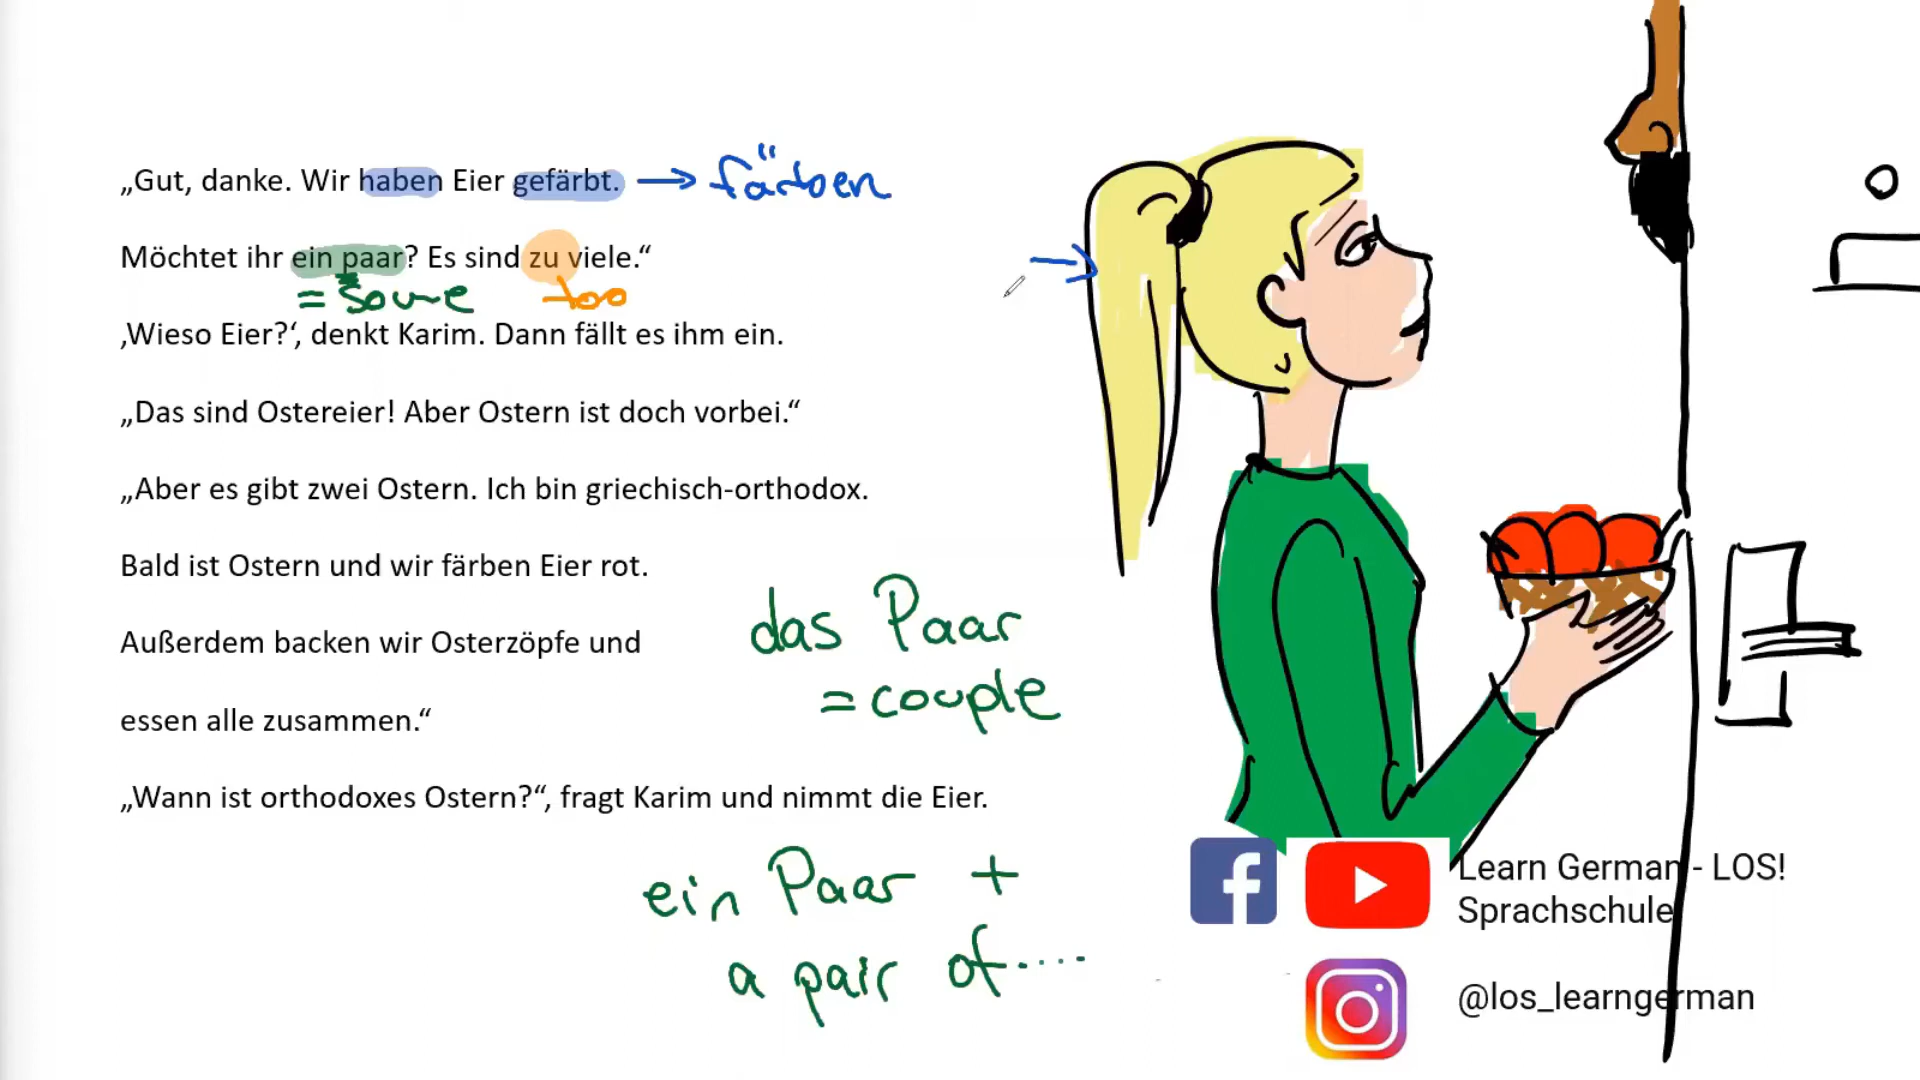 „Gut, danke. Wir haben Eier gefärbt. → färben
Möchtet ihr ein paar? Es sind zu viele.“
= some too
‚Wieso Eier?‘, denkt Karim. Dann fällt es ihm ein.
„Das sind Ostereier! Aber Ostern ist doch vorbei.“
„Aber es gibt zwei Ostern. Ich bin griechisch-orthodox.
Bald ist Ostern und wir färben Eier rot.
Außerdem backen wir Osterzöpfe und
essen alle zusammen.“
das Paar
= couple
„Wann ist orthodoxes Ostern?“, fragt Karim und nimmt die Eier.
ein Paar +
a pair of.....
Learn German - LOS!
Sprachschule
@los_learngerman